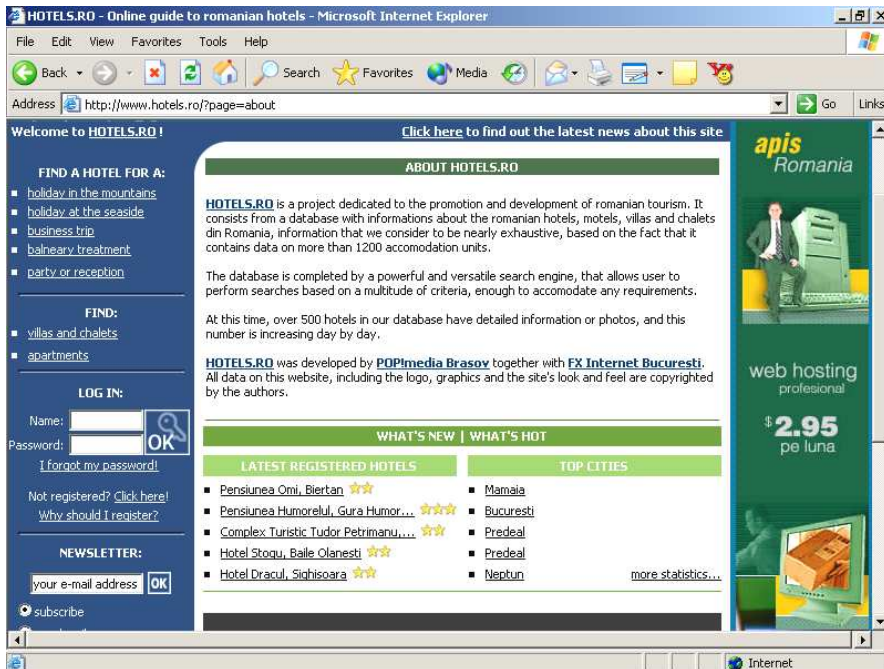 HOTELS.RO - Online guide to romanian hotels - Microsoft Internet Explorer
File Edit View Favorites Tools Help
Back Search Favorites Media
Address http://www.hotels.ro/?page=about Go Links
Welcome to HOTELS.RO !
Click here to find out the latest news about this site
FIND A HOTEL FOR A:
holiday in the mountains
holiday at the seaside
business trip
balneary treatment
party or reception
FIND:
villas and chalets
apartments
LOG IN:
Name:
Password: OK
I forgot my password!
Not registered? Click here!
Why should I register?
NEWSLETTER:
your e-mail address OK
subscribe
ABOUT HOTELS.RO
HOTELS.RO is a project dedicated to the promotion and development of romanian tourism. It
consists from a database with informations about the romanian hotels, motels, villas and chalets
din Romania, information that we consider to be nearly exhaustive, based on the fact that it
contains data on more than 1200 accomodation units.
The database is completed by a powerful and versatile search engine, that allows user to
perform searches based on a multitude of criteria, enough to accomodate any requirements.
At this time, over 500 hotels in our database have detailed information or photos, and this
number is increasing day by day.
HOTELS.RO was developed by POP!media Brasov together with FX Internet Bucuresti.
All data on this website, including the logo, graphics and the site's look and feel are copyrighted
by the authors.
WHAT'S NEW | WHAT'S HOT
LATEST REGISTERED HOTELS
Pensiunea Omi, Biertan
Pensiunea Humorelul, Gura Humor...
Complex Turistic Tudor Petrimanu,...
Hotel Stogu, Baile Olanesti
Hotel Dracul, Sighisoara
TOP CITIES
Mamaia
Bucuresti
Predeal
Predeal
Neptun
more statistics...
apis
Romania
web hosting
profesional
$2.95
pe luna
Internet